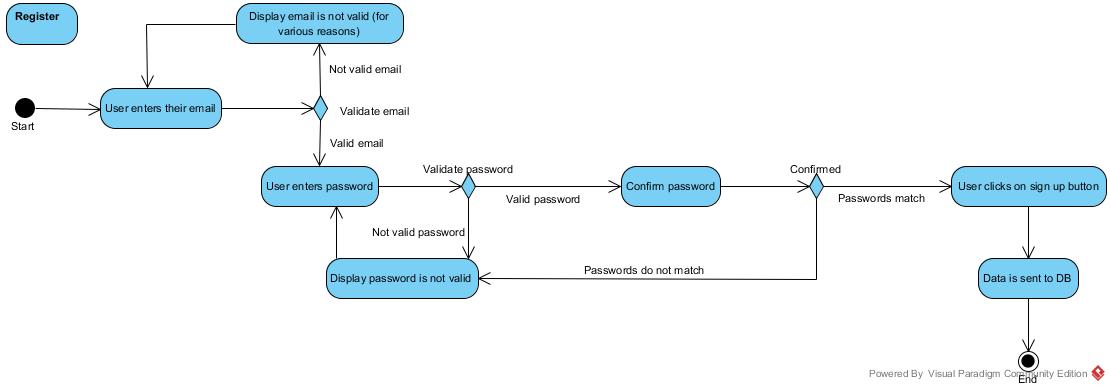 Register
Display email is not valid (for
various reasons)
Not valid email
User enters their email
Validate email
Start
Valid email
Validate password
Confirmed
User enters password
Confirm password
User clicks on sign up button
Valid password
Passwords match
Not valid password
Display password is not valid
Passwords do not match
Data is sent to DB
Powered By Visual Paradigm Community Edition
End